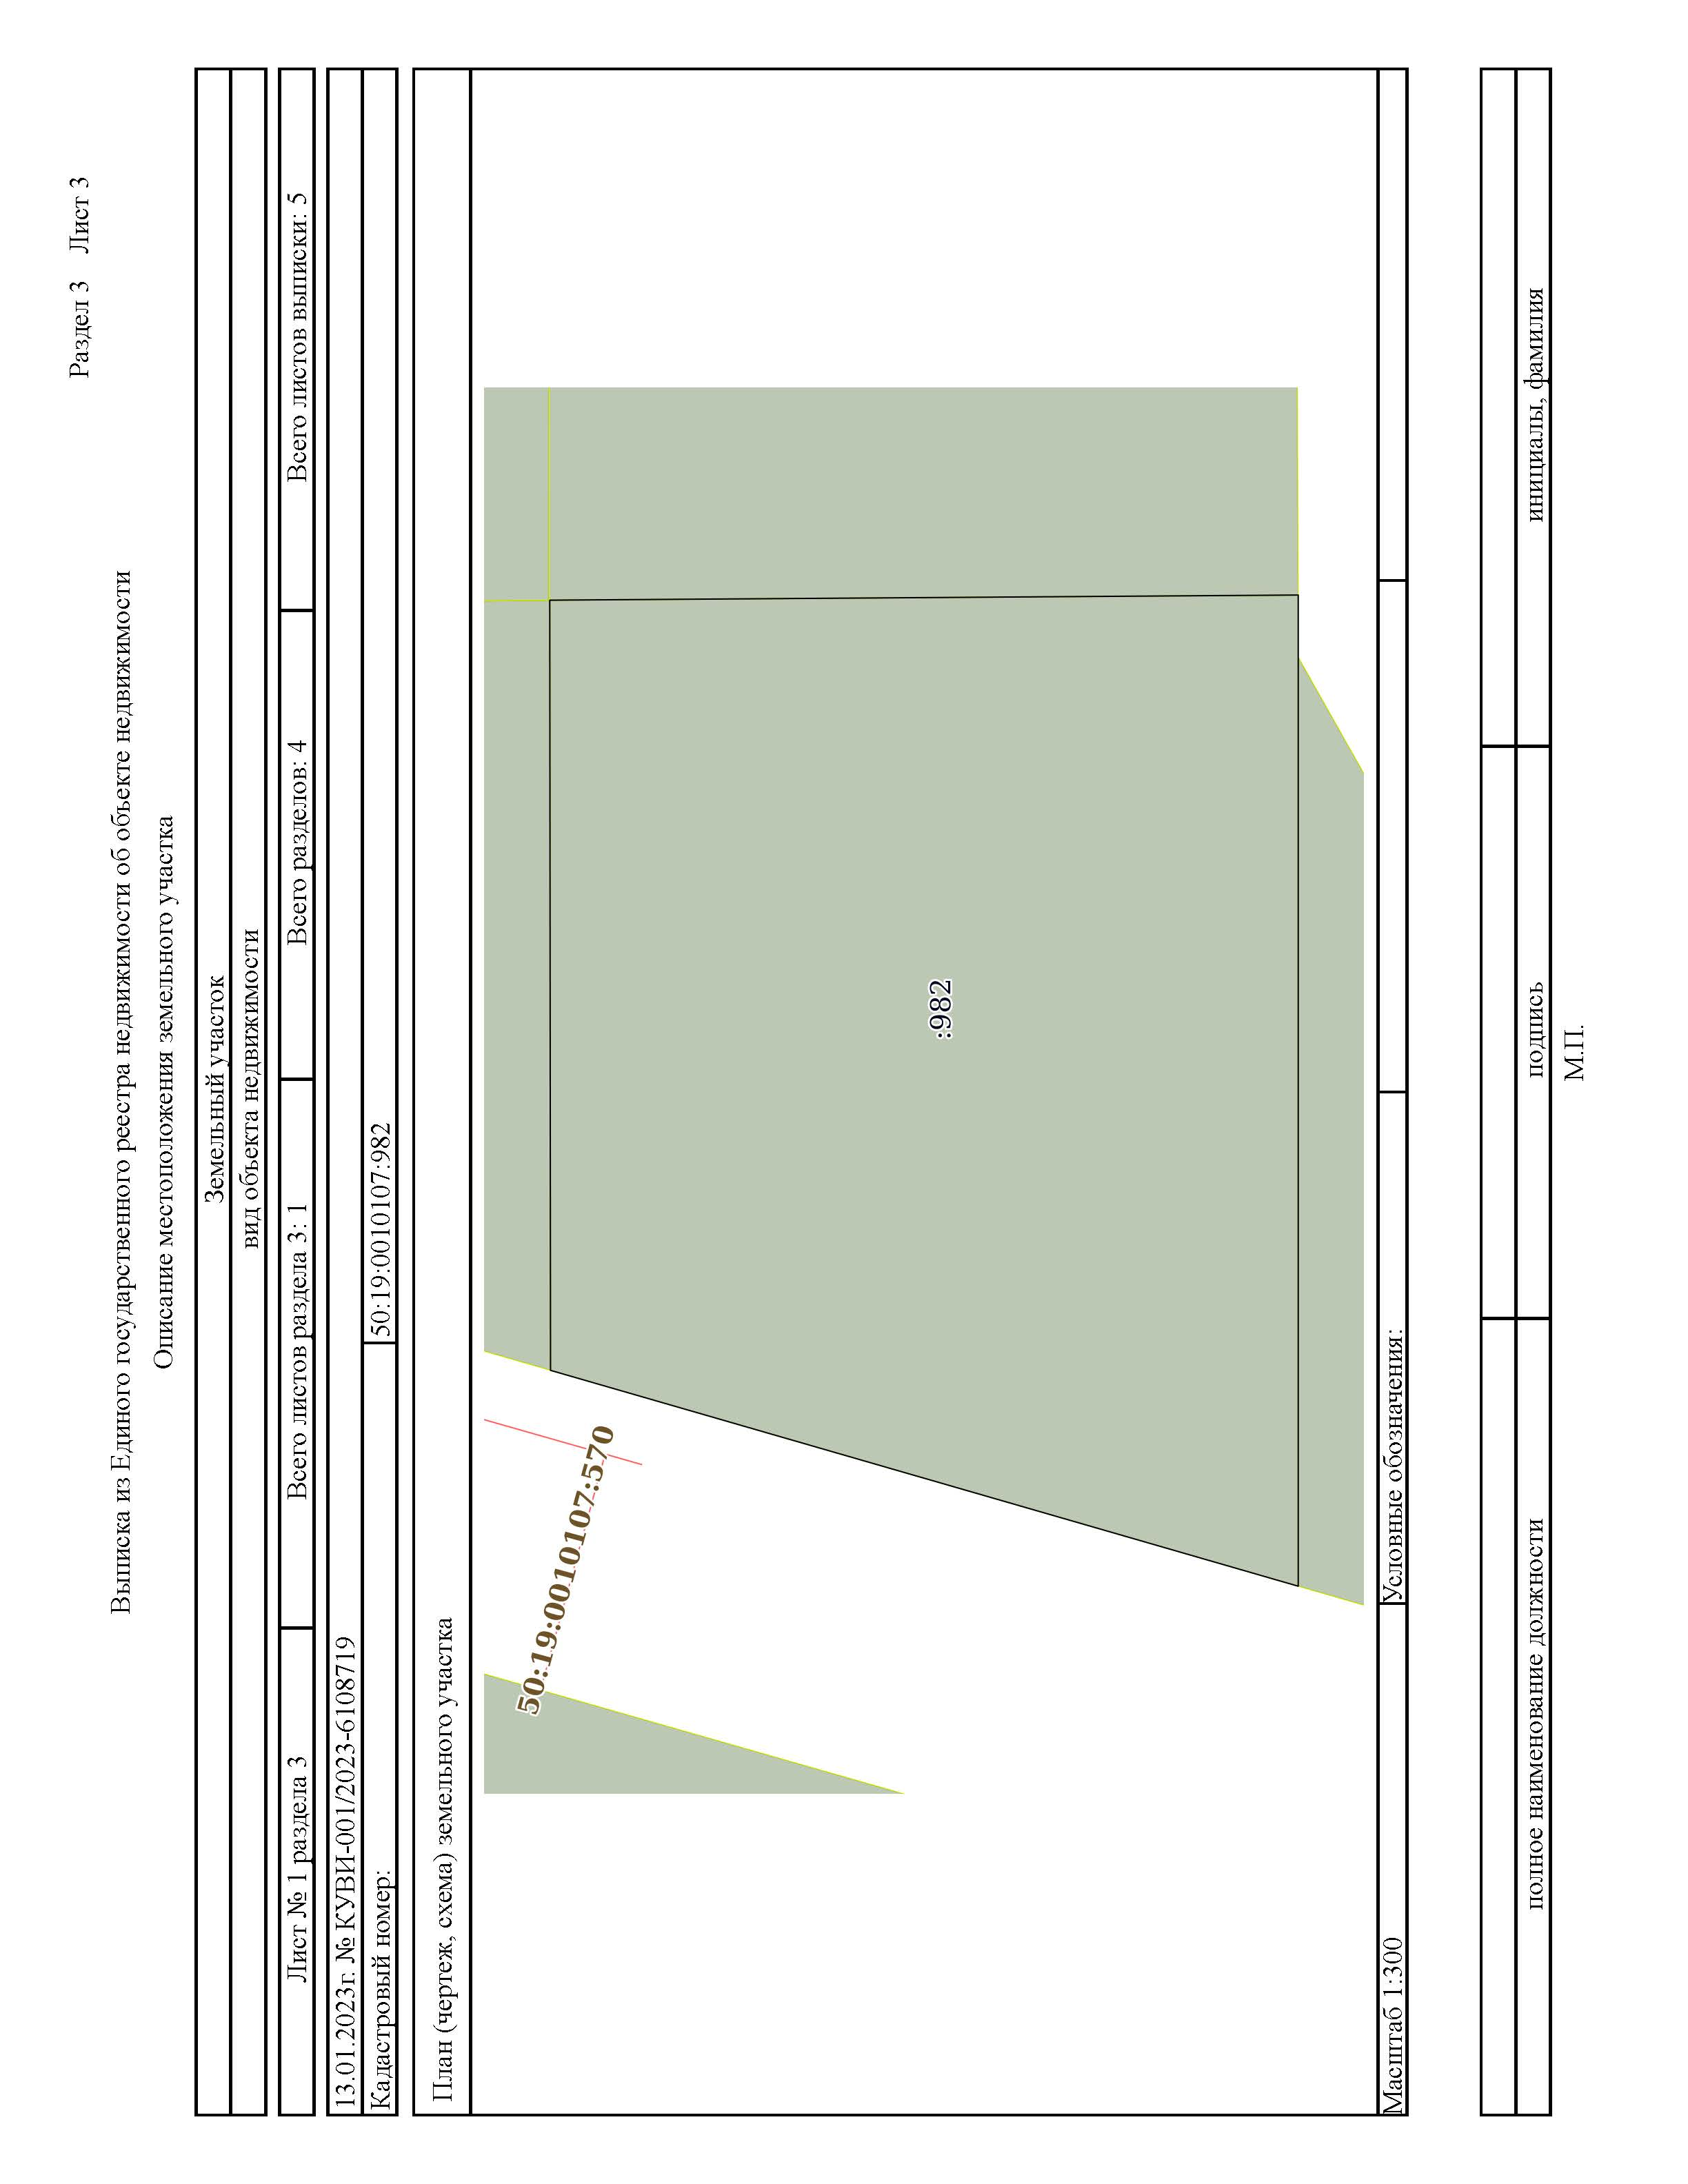 Раздел 3 Лист 3
Выписка из Единого государственного реестра недвижимости об объекте недвижимости
Описание местоположения земельного участка
Земельный участок
вид объекта недвижимости
Лист № 1 раздела 3 Всего листов раздела 3: 1 Всего разделов: 4 Всего листов выписки: 5
13.01.2023г. № КУВИ-001/2023-6108719
Кадастровый номер: 50:19:0010107:982
План (чертеж, схема) земельного участка
50:19:0010107:570
:982
Масштаб 1:300 Условные обозначения:
полное наименование должности подпись инициалы, фамилия
М.П.